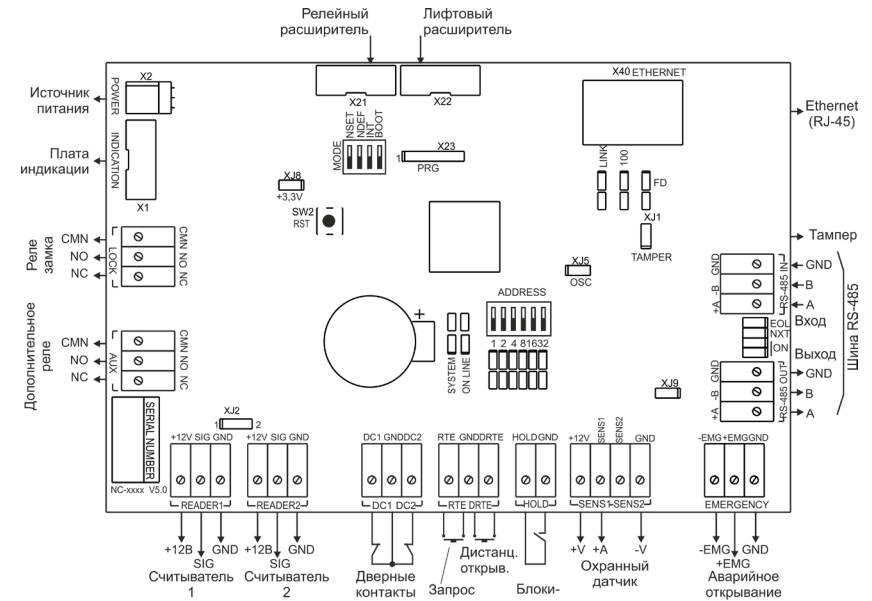 Релейный
расширитель
Лифтовый
расширитель
Источник
питания
POWER
X2
X21
X22
X40 ETHERNET
Ethernet
(RJ-45)
Плата
индикации
INDICATION
X1
MODE
NSET
NDEF
INT
BOOT
1
X23
PRG
LINK
100
FD
XJ8
+3,3V
SW2
RST
XJ1
TAMPER
Тампер
Реле
замка
CMN
NO
NC
LOCK
CMN
NO
NC
XJ5
OSC
GND
-B
+A
RS-485 IN
GND
B
A
Шина RS-485
ADDRESS
1 2 4 8 16 32
+
SYSTEM
ON LINE
EOL
NXT
ON
Вход
Выход
Дополнительное
реле
CMN
NO
NC
AUX
CMN
NO
NC
XJ9
GND
-B
+A
RS-485 OUT
GND
B
A
SERIAL NUMBER
NC-xxxx V5.0
XJ2
1 2
+12V SIG GND
+12V SIG GND
DC1 GND DC2
RTE GND DRTE
HOLD GND
+12V SENS1 SENS2 GND
-EMG +EMG GND
READER1
READER2
DC1 DC2
RTE DRTE
HOLD
SENS1 SENS2
EMERGENCY
+12В SIG GND
Считыватель
1
+12В SIG GND
Считыватель
2
Дверные
контакты
Запрос
Дистанц.
открыв.
Блоки-
+V +A -V
Охранный
датчик
-EMG +EMG GND
Аварийное
открывание